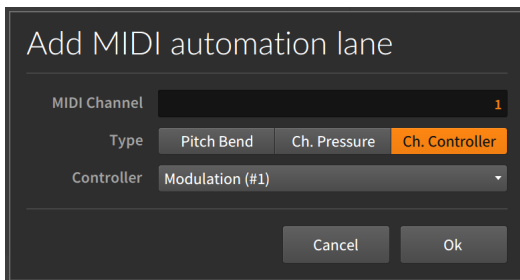 Add MIDI automation lane
MIDI Channel 1
Type Pitch Bend Ch. Pressure Ch. Controller
Controller Modulation (#1)
Cancel Ok